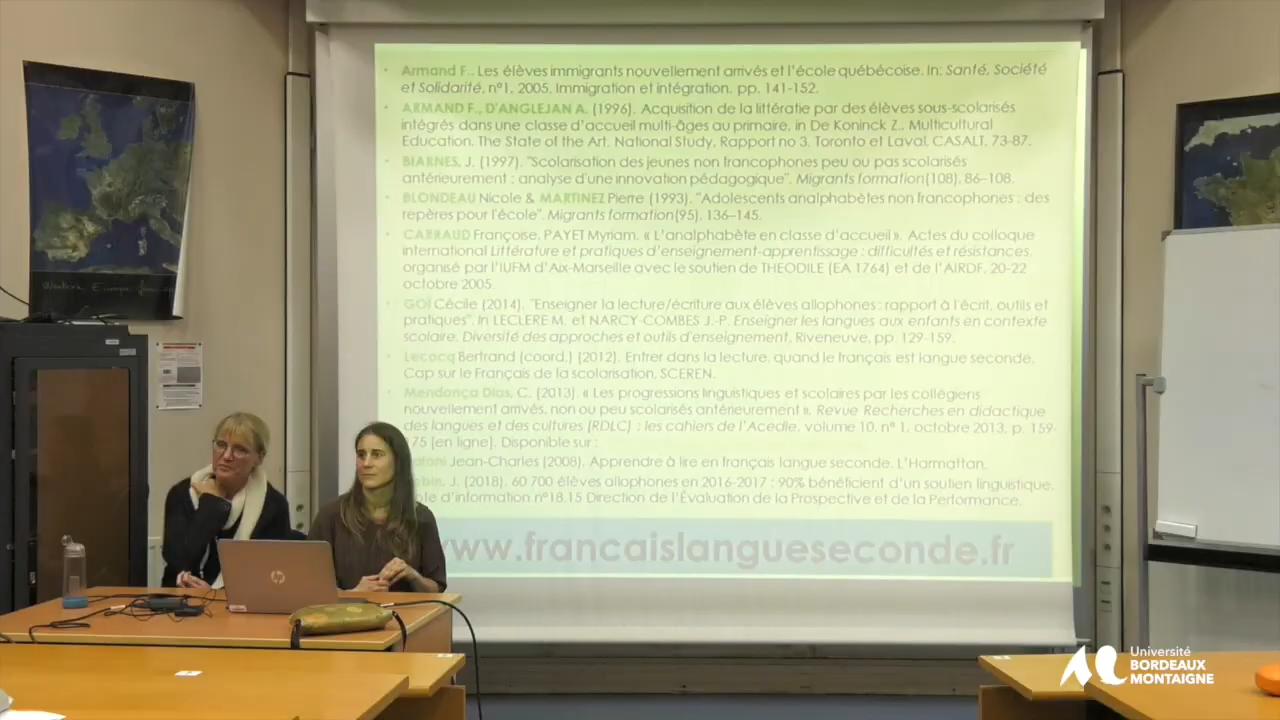 Armand F.. Les élèves immigrants nouvellement arrivés et l'école québécoise. In: Santé, Société
et Solidarité, n°1, 2005. Immigration et intégration. pp. 141-152.
ARMAND F., D'ANGLEJAN A. (1996). Acquisition de la littératie par des élèves sous-scolarisés
intégrés dans une classe d'accueil multi-âges au primaire, in De Koninck Z., Multicultural
Education. The State of the Art. National Study, Rapport no 3. Toronto et Laval, CASALT, 73-87.
BIARNES, J. (1997). "Scolarisation des jeunes non francophones peu ou pas scolarisés
antérieurement : analyse d'une innovation pédagogique". Migrants formation(108), 86–108.
BLONDEAU Nicole & MARTINEZ Pierre (1993). "Adolescents analphabètes non francophones : des
repères pour l'école". Migrants formation(95), 136–145.
CARRAUD Françoise, PAYET Myriam. « L'analphabète en classe d'accueil ». Actes du colloque
international Littérature et pratiques d'enseignement-apprentissage : difficultés et résistances,
organisé par l'IUFM d'Aix-Marseille avec le soutien de THEODILE (EA 1764) et de l'AIRDF, 20-22
octobre 2005.
GOÏ Cécile (2014). "Enseigner la lecture/écriture aux élèves allophones : rapport à l'écrit, outils et
pratiques". In LECLERE M. et NARCY-COMBES J.-P. Enseigner les langues aux enfants en contexte
scolaire. Diversité des approches et outils d'enseignement, Riveneuve, pp. 129-159.
Lecocq Bertrand (coord.) (2012). Entrer dans la lecture, quand le français est langue seconde.
Cap sur le Français de la scolarisation, SCEREN.
Mendonça Dias, C. (2013). « Les progressions linguistiques et scolaires par les collégiens
nouvellement arrivés, non ou peu scolarisés antérieurement ». Revue Recherches en didactique
des langues et des cultures (RDLC) : les cahiers de l'Acedle, volume 10, n° 1, octobre 2013, p. 159-
175 [en ligne]. Disponible sur :
Jean-Charles (2008). Apprendre à lire en français langue seconde. L'Harmattan.
J. (2018). 60 700 élèves allophones en 2016-2017 : 90% bénéficient d'un soutien linguistique.
d'information n°18.15 Direction de l'Évaluation de la Prospective et de la Performance.
www.francaislangueseconde.fr
hp
Université
BORDEAUX
MONTAIGNE